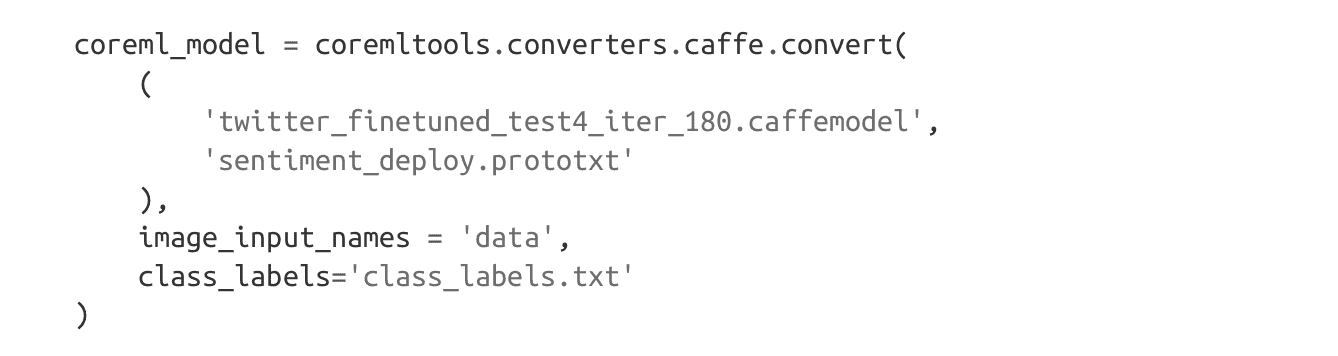 coreml_model = coremltools.converters.caffe.convert(
    (
        'twitter_finetuned_test4_iter_180.caffemodel',
        'sentiment_deploy.prototxt'
    ),
    image_input_names = 'data',
    class_labels='class_labels.txt'
)